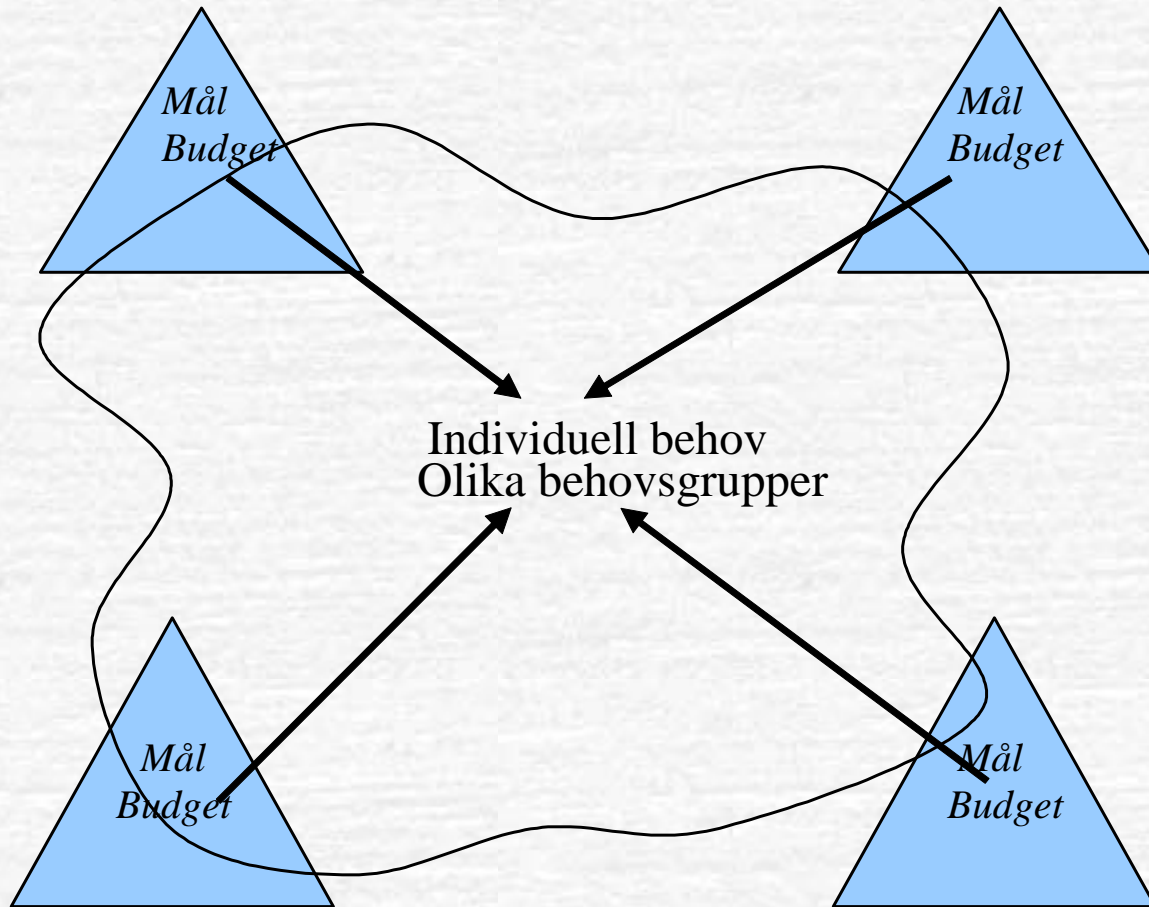 Mål
Budget
Mål
Budget
Individuell behov
Olika behovsgrupper
Mål
Budget
Mål
Budget